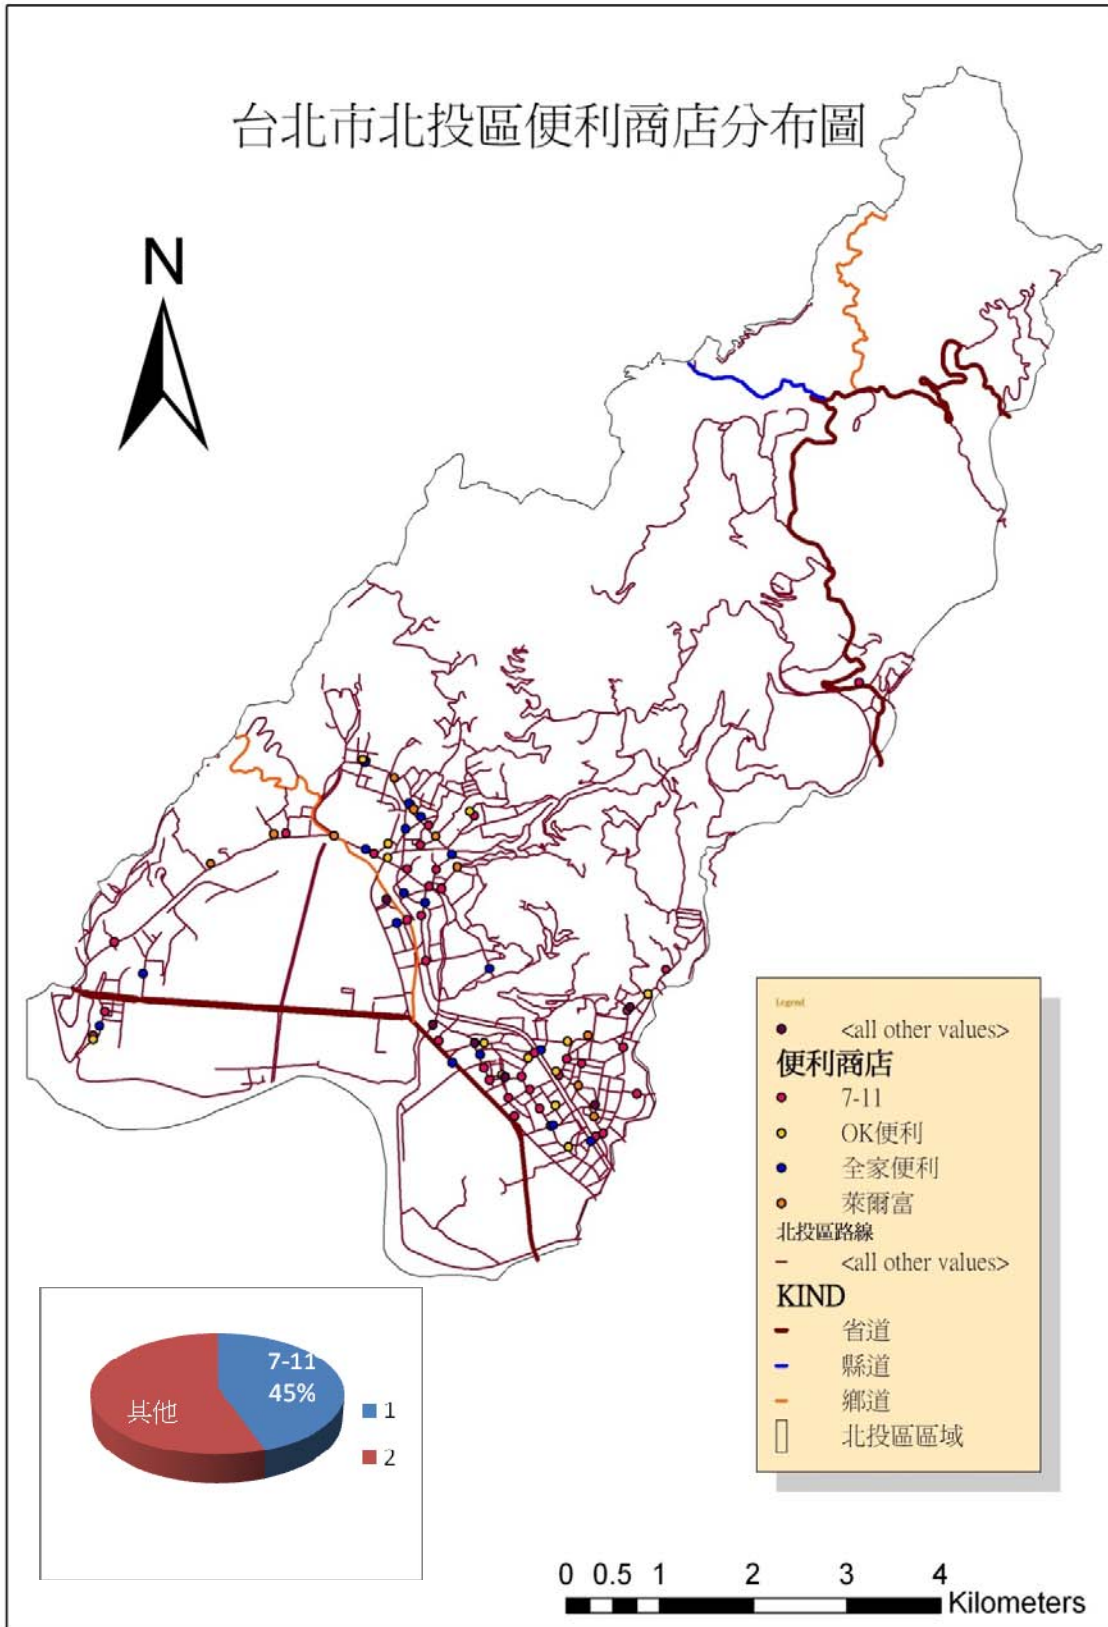 台北市北投區便利商店分布圖
N
Legend
<all other values>
便利商店
7-11
OK便利
全家便利
萊爾富
北投區路線
<all other values>
KIND
省道
縣道
鄉道
北投區區域
7-11
45%
其他
1
2
0 0.5 1 2 3 4
Kilometers